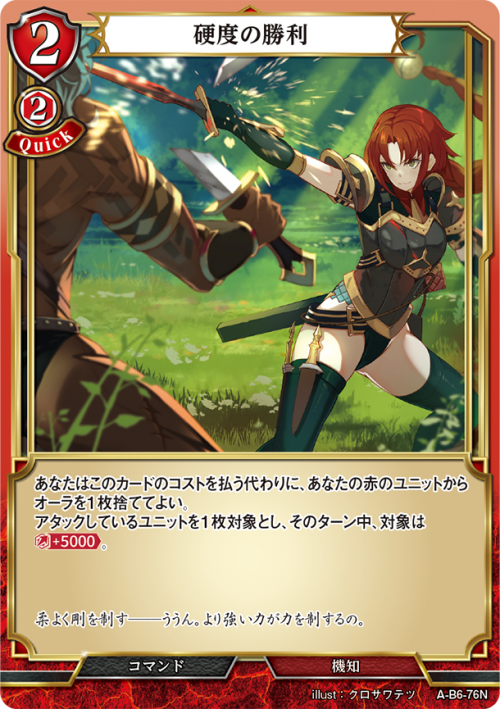 2
硬度の勝利
2
Quick
あなたはこのカードのコストを払う代わりに、あなたの赤のユニットから
オーラを1枚捨ててよい。
アタックしているユニットを1枚対象とし、そのターン中、対象は
+5000。
柔よく剛を制す――ううん。より強い力が力を制するの。
コマンド
機知
illust：クロサワテツ
A-B6-76N